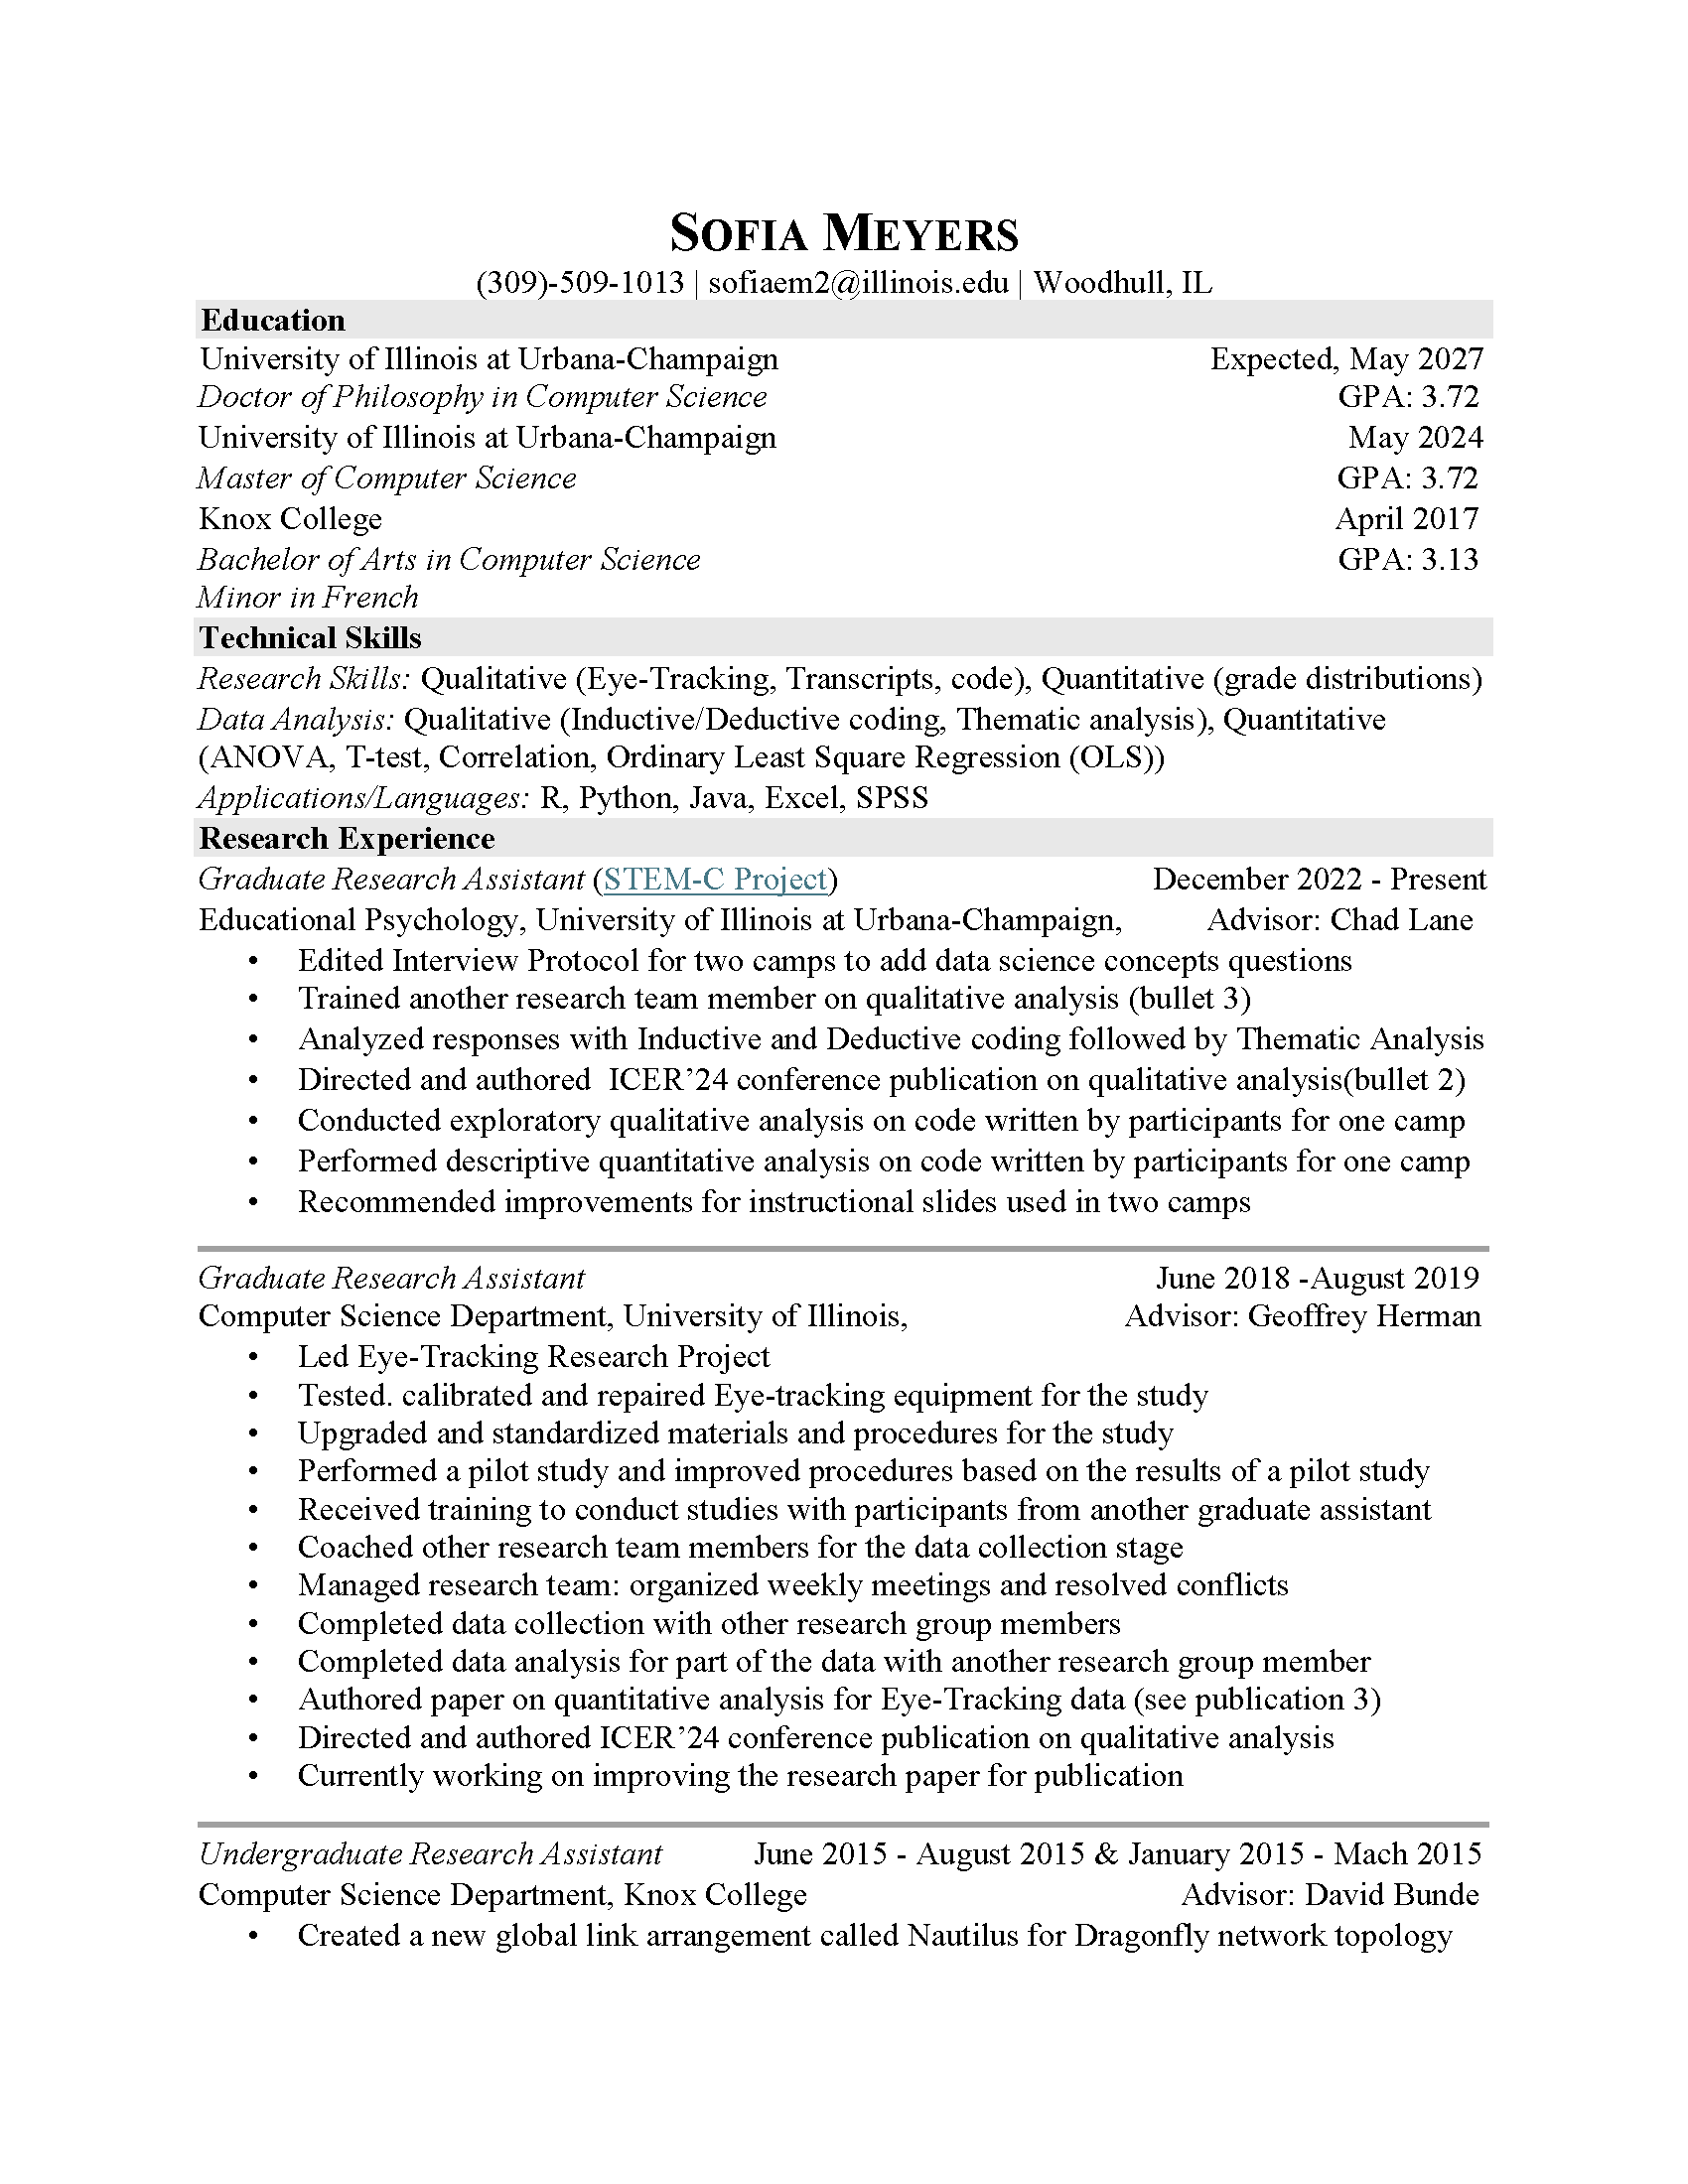 SOFIA MEYERS
(309)-509-1013 | sofiaem2@illinois.edu | Woodhull, IL
Education
University of Illinois at Urbana-Champaign Expected, May 2027
Doctor of Philosophy in Computer Science GPA: 3.72
University of Illinois at Urbana-Champaign May 2024
Master of Computer Science GPA: 3.72
Knox College April 2017
Bachelor of Arts in Computer Science GPA: 3.13
Minor in French
Technical Skills
Research Skills: Qualitative (Eye-Tracking, Transcripts, code), Quantitative (grade distributions)
Data Analysis: Qualitative (Inductive/Deductive coding, Thematic analysis), Quantitative
(ANOVA, T-test, Correlation, Ordinary Least Square Regression (OLS))
Applications/Languages: R, Python, Java, Excel, SPSS
Research Experience
Graduate Research Assistant (STEM-C Project) December 2022 - Present
Educational Psychology, University of Illinois at Urbana-Champaign, Advisor: Chad Lane
• Edited Interview Protocol for two camps to add data science concepts questions
• Trained another research team member on qualitative analysis (bullet 3)
• Analyzed responses with Inductive and Deductive coding followed by Thematic Analysis
• Directed and authored  ICER’24 conference publication on qualitative analysis(bullet 2)
• Conducted exploratory qualitative analysis on code written by participants for one camp
• Performed descriptive quantitative analysis on code written by participants for one camp
• Recommended improvements for instructional slides used in two camps
Graduate Research Assistant June 2018 -August 2019
Computer Science Department, University of Illinois, Advisor: Geoffrey Herman
• Led Eye-Tracking Research Project
• Tested. calibrated and repaired Eye-tracking equipment for the study
• Upgraded and standardized materials and procedures for the study
• Performed a pilot study and improved procedures based on the results of a pilot study
• Received training to conduct studies with participants from another graduate assistant
• Coached other research team members for the data collection stage
• Managed research team: organized weekly meetings and resolved conflicts
• Completed data collection with other research group members
• Completed data analysis for part of the data with another research group member
• Authored paper on quantitative analysis for Eye-Tracking data (see publication 3)
• Directed and authored ICER’24 conference publication on qualitative analysis
• Currently working on improving the research paper for publication
Undergraduate Research Assistant June 2015 - August 2015 & January 2015 - Mach 2015
Computer Science Department, Knox College Advisor: David Bunde
• Created a new global link arrangement called Nautilus for Dragonfly network topology